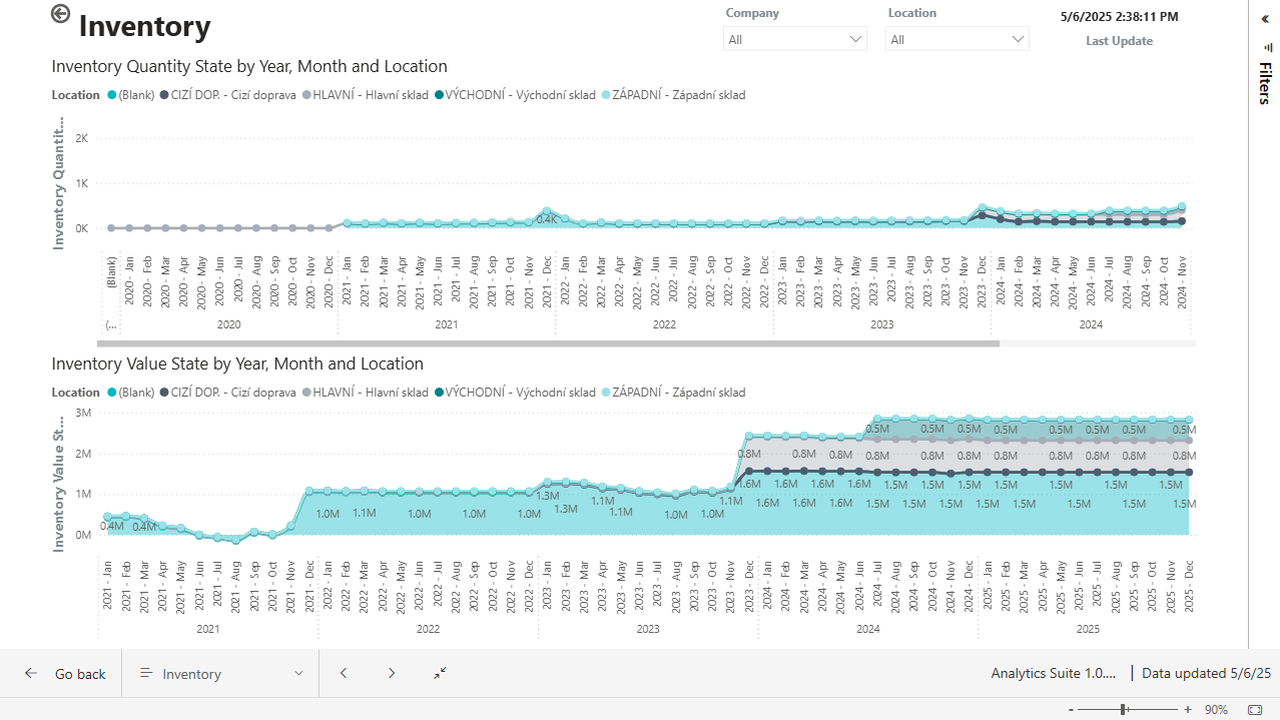 Inventory
Company
Location
All
All
5/6/2025 2:38:11 PM
Last Update
«
Filters
Inventory Quantity State by Year, Month and Location
Location (Blank) CIZÍ DOP. - Cizí doprava HLAVNÍ - Hlavní sklad VÝCHODNÍ - Východní sklad ZÁPADNÍ - Západní sklad
Inventory Quantit...
2K
1K
0K
0.4K
(Blank) 2020 - Jan 2020 - Feb 2020 - Mar 2020 - Apr 2020 - May 2020 - Jun 2020 - Jul 2020 - Aug 2020 - Sep 2020 - Oct 2020 - Nov 2020 - Dec 2021 - Jan 2021 - Feb 2021 - Mar 2021 - Apr 2021 - May 2021 - Jun 2021 - Jul 2021 - Aug 2021 - Sep 2021 - Oct 2021 - Nov 2021 - Dec 2022 - Jan 2022 - Feb 2022 - Mar 2022 - Apr 2022 - May 2022 - Jun 2022 - Jul 2022 - Aug 2022 - Sep 2022 - Oct 2022 - Nov 2022 - Dec 2023 - Jan 2023 - Feb 2023 - Mar 2023 - Apr 2023 - May 2023 - Jun 2023 - Jul 2023 - Aug 2023 - Sep 2023 - Oct 2023 - Nov 2023 - Dec 2024 - Jan 2024 - Feb 2024 - Mar 2024 - Apr 2024 - May 2024 - Jun 2024 - Jul 2024 - Aug 2024 - Sep 2024 - Oct 2024 - Nov
(... 2020 2021 2022 2023 2024
Inventory Value State by Year, Month and Location
Location (Blank) CIZÍ DOP. - Cizí doprava HLAVNÍ - Hlavní sklad VÝCHODNÍ - Východní sklad ZÁPADNÍ - Západní sklad
Inventory Value St...
3M
0.5M 0.5M 0.5M 0.5M 0.5M 0.5M 0.5M 0.5M
2M
0.8M 0.8M 0.8M 0.8M 0.8M 0.8M 0.8M 0.8M 0.8M 0.8M
1.6M 1.6M 1.6M 1.6M 1.5M 1.5M 1.5M 1.5M 1.5M 1.5M
1M
1.3M 1.1M 1.1M 1.6M 1.6M 1.6M 1.5M 1.5M 1.5M 1.5M 1.5M 1.5M
1.0M 1.1M 1.0M 1.0M 1.0M 1.3M 1.1M 1.0M 1.0M
0.4M 0.4M
0M
2021 - Jan 2021 - Feb 2021 - Mar 2021 - Apr 2021 - May 2021 - Jun 2021 - Jul 2021 - Aug 2021 - Sep 2021 - Oct 2021 - Nov 2021 - Dec 2022 - Jan 2022 - Feb 2022 - Mar 2022 - Apr 2022 - May 2022 - Jun 2022 - Jul 2022 - Aug 2022 - Sep 2022 - Oct 2022 - Nov 2022 - Dec 2023 - Jan 2023 - Feb 2023 - Mar 2023 - Apr 2023 - May 2023 - Jun 2023 - Jul 2023 - Aug 2023 - Sep 2023 - Oct 2023 - Nov 2023 - Dec 2024 - Jan 2024 - Feb 2024 - Mar 2024 - Apr 2024 - May 2024 - Jun 2024 - Jul 2024 - Aug 2024 - Sep 2024 - Oct 2024 - Nov 2024 - Dec 2025 - Jan 2025 - Feb 2025 - Mar 2025 - Apr 2025 - May 2025 - Jun 2025 - Jul 2025 - Aug 2025 - Sep 2025 - Oct 2025 - Nov 2025 - Dec
2021 2022 2023 2024 2025
Go back
Inventory
Analytics Suite 1.0.... | Data updated 5/6/25
- + 90%